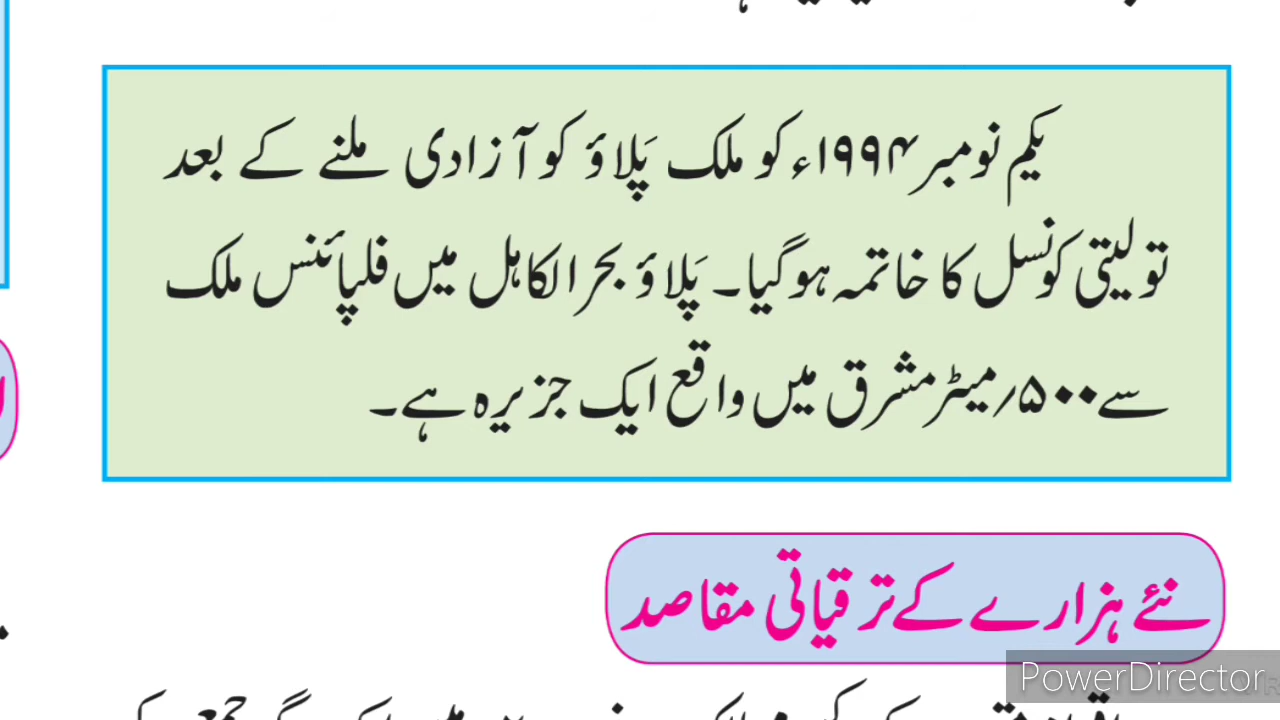 یکم نومبر ۱۹۹۴ء کو ملک پَلاؤ کو آزادی ملنے کے بعد
تولیتی کونسل کا خاتمہ ہوگیا۔ پَلاؤ بحرالکاہل میں فلپائنس ملک
سے ۵۰۰؍میٹر مشرق میں واقع ایک جزیرہ ہے۔
نئے ہزارے کے ترقیاتی مقاصد
PowerDirector